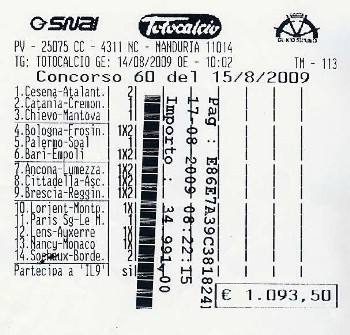 SNAI Totocalcio
PV - 25075 CC - 4311 NC - MANDURIA 11014
TG: TOTOCALCIO GE: 14/08/2009 OE - 10:02 TM - 113
Concorso 60 del 15/8/2009
1.Cesena-Atalant. 2
2.Catania-Cremon. 1
3.Chievo-Mantova 1
4.Bologna-Frosin. 1X2
5.Palermo-Spal 1
6.Bari-Empoli 1X2
7.Ancona-Lumezza. 1X2
8.Cittadella-Asc. 1X2
9.Brescia-Reggin. 1X2
10.Lorient-Montp. 1X
11.Paris Sg-Le M. 1
12.Lens-Auxerre 1X
13.Nancy-Monaco 1X
14.Sochaux-Borde. 2
Partecipa a 'IL9' si
Pag : E86E7A39C381824
17-08-2009 08:22:15
Importo : 34 991,00
€ 1.093,50